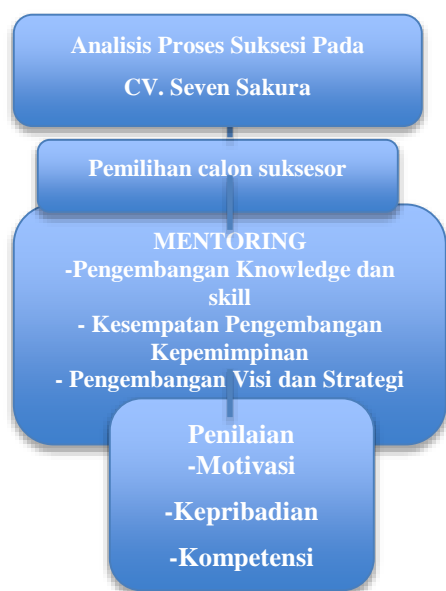 Analisis Proses Suksesi Pada
CV. Seven Sakura
Pemilihan calon suksesor
MENTORING
-Pengembangan Knowledge dan
skill
- Kesempatan Pengembangan
Kepemimpinan
- Pengembangan Visi dan Strategi
Penilaian
-Motivasi
-Kepribadian
-Kompetensi